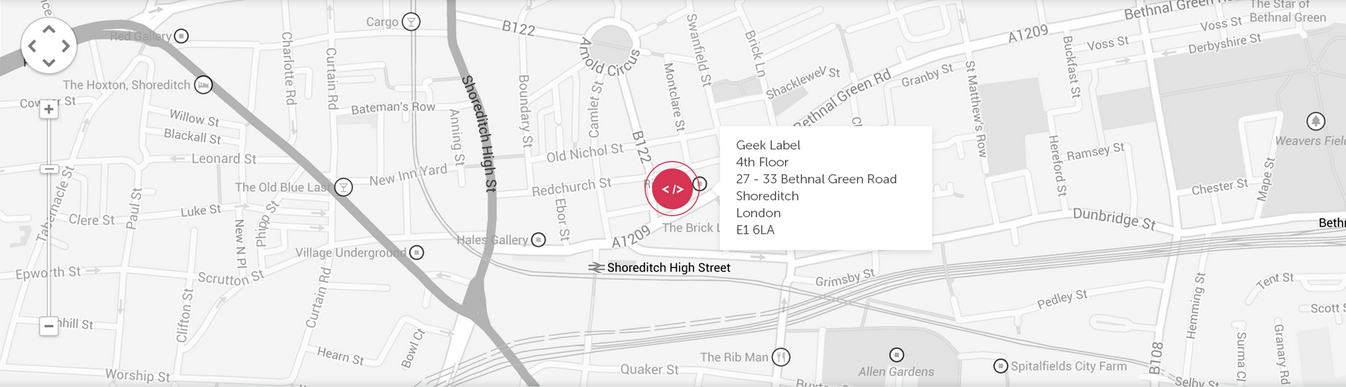 Cargo
B122
Arnold Circus
Swanfield St
Brick Ln
A1209
Bethnal Green Rd
The Star of
Bethnal Green
Voss St
Voss St
Derbyshire St
Buckfast St
Red Gallery
The Hoxton, Shoreditch
Charlotte Rd
Curtain Rd
Shoreditch High St
Boundary St
Camlet St
Montclare St
Shacklewell St
Bethnal Green Rd
Granby St
St Matthew's Row
Willow St
Blackall St
Bateman's Row
Anning St
Leonard St
New Inn Yard
The Old Blue Last
Old Nichol St
B122
Redchurch St
Hereford St
Ramsey St
Weavers Fiel
Chester St
Mape St
</>
Geek Label
4th Floor
27 - 33 Bethnal Green Road
Shoreditch
London
E1 6LA
Tabernacle St
Paul St
Clere St
Luke St
Phipp St
New N Pl
Village Underground
Hales Gallery
Ebor St
A1209
The Brick L
Dunbridge St
Bethn
Shoreditch High Street
Epworth St
Scrutton St
Clifton St
Curtain Rd
Grimsby St
Pedley St
Hemming St
Tent St
Scott S
nhill St
Hearn St
Bowl Ct
Worship St
The Rib Man
Quaker St
Allen Gardens
Spitalfields City Farm
B108
Surma C
Granary Rd
Selby St